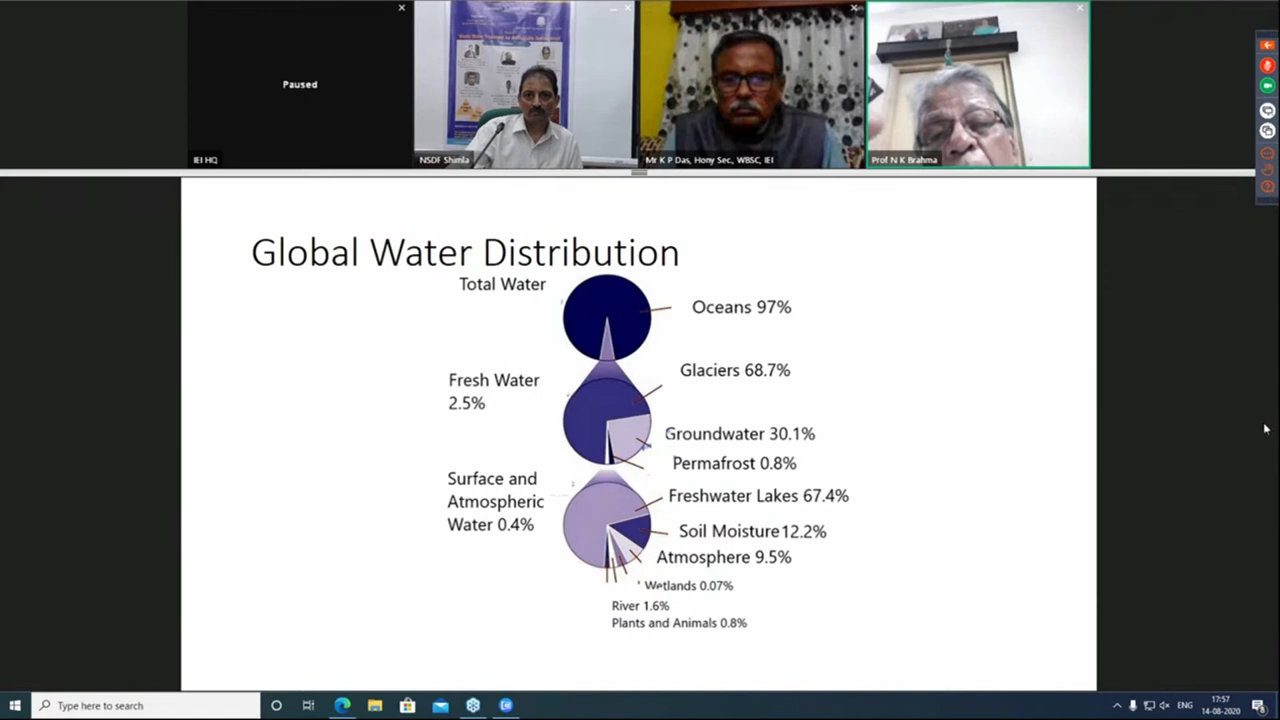 Paused
IEI HQ
NSDF Shimla
Mr K P Das, Hony Sec., WBSC, IEI
Prof N K Brahma
Global Water Distribution
Total Water
Oceans 97%
Glaciers 68.7%
Fresh Water
2.5%
Groundwater 30.1%
Permafrost 0.8%
Surface and
Atmospheric
Water 0.4%
Freshwater Lakes 67.4%
Soil Moisture 12.2%
Atmosphere 9.5%
Wetlands 0.07%
River 1.6%
Plants and Animals 0.8%
Type here to search
ENG
17:57
14-08-2020